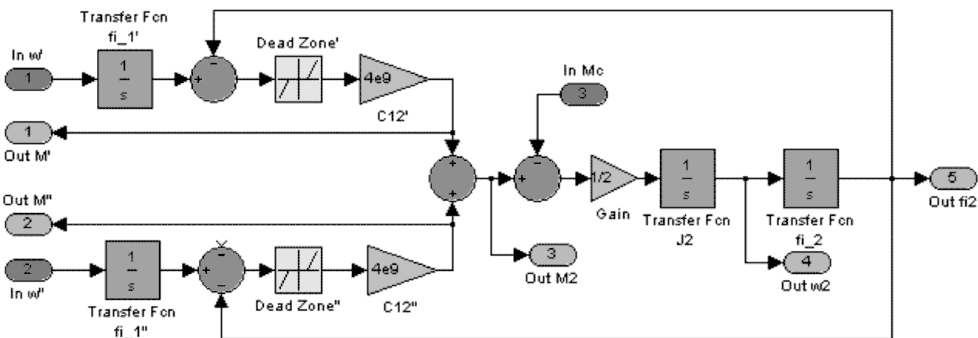 Transfer Fcn
fi_1'
In w'
1
1
s
+
-
Dead Zone'
4e9
C12'
In Mc
3
1
Out M'
+
+
-
+
1/2
Gain
1
s
Transfer Fcn
J2
1
s
Transfer Fcn
fi_2
5
Out fi2
Out M"
2
3
Out M2
4
Out w2
2
In w"
1
s
Transfer Fcn
fi_1"
+
-
-
Dead Zone"
4e9
C12"